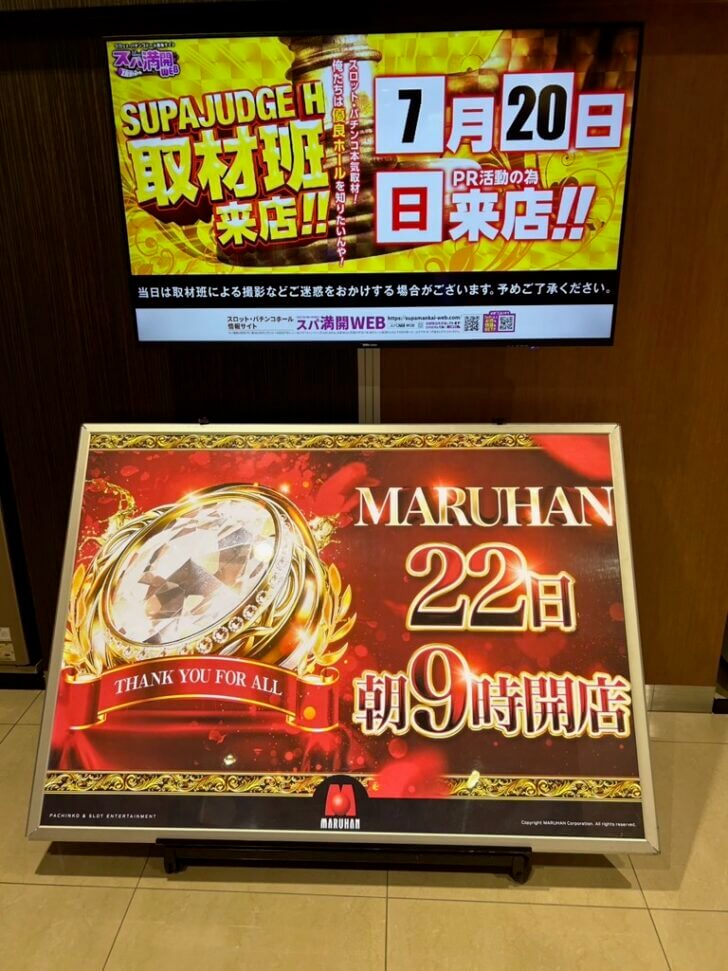 スパ満開
WEB
SUPAJUDGE H
取材班
来店!!
スロット・パチンコ本気取材!
俺たちは優良ホールを知りたいんや!
7月20日
日
PR活動の為
来店!!
当日は取材班による撮影などご迷惑をおかけする場合がございます。予めご了承ください。
スロット・パチンコホール
情報サイト
スパ満開WEB
https://supamankai-web.com/
MARUHAN
22日
朝9時開店
THANK YOU FOR ALL
PACHINKO & SLOT ENTERTAINMENT
MARUHAN
Copyright MARUHAN Corporation. All rights reserved.